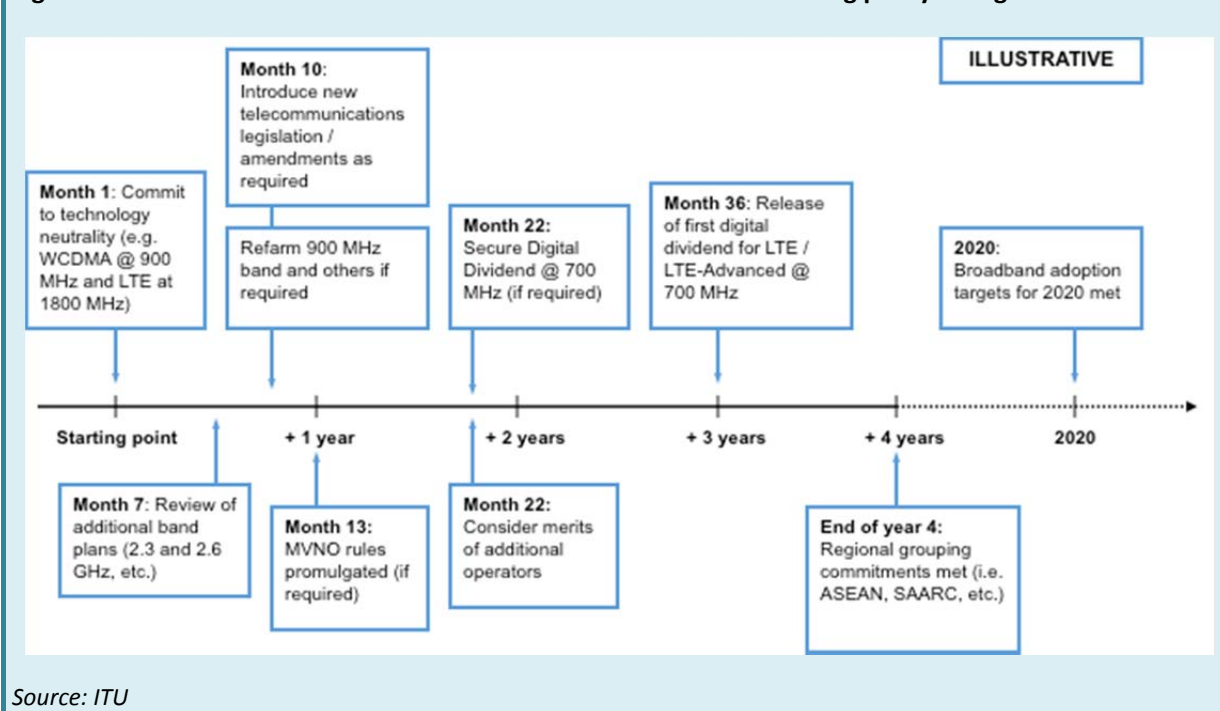 ILLUSTRATIVE
Month 10:
Introduce new
telecommunications
legislation /
amendments as
required
Month 1: Commit
to technology
neutrality (e.g.
WCDMA @ 900
MHz and LTE at
1800 MHz)
Refarm 900 MHz
band and others if
required
Month 22:
Secure Digital
Dividend @ 700
MHz (if required)
Month 36: Release
of first digital
dividend for LTE /
LTE-Advanced @
700 MHz
2020:
Broadband adoption
targets for 2020 met
Starting point
+ 1 year
+ 2 years
+ 3 years
+ 4 years
2020
Month 7: Review of
additional band
plans (2.3 and 2.6
GHz, etc.)
Month 13:
MVNO rules
promulgated (if
required)
Month 22:
Consider merits
of additional
operators
End of year 4:
Regional grouping
commitments met (i.e.
ASEAN, SAARC, etc.)
Source: ITU